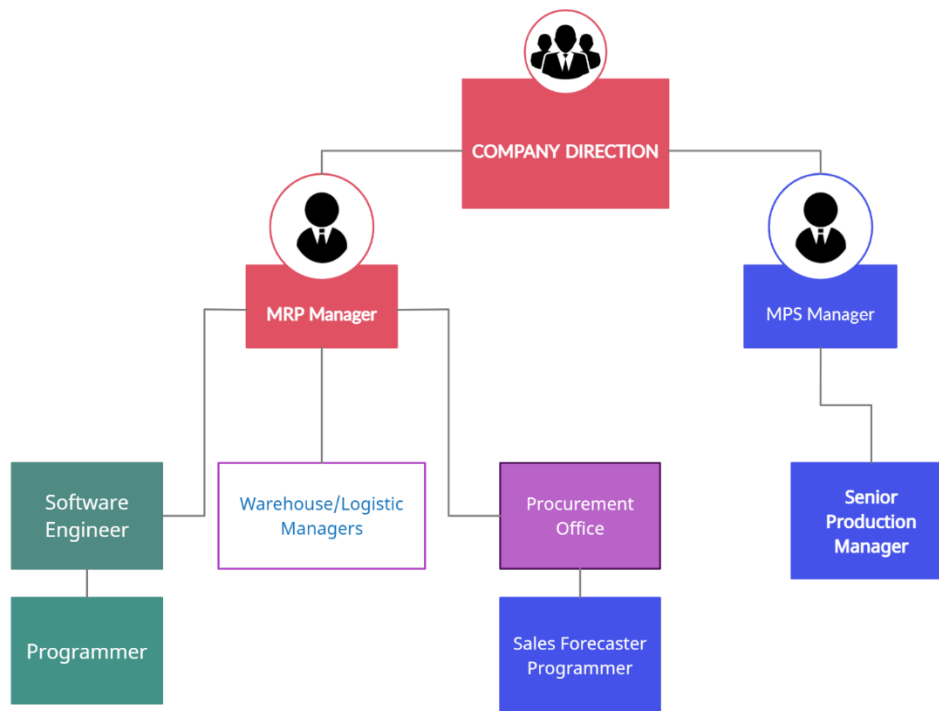 COMPANY DIRECTION
MRP Manager
MPS Manager
Software
Engineer
Warehouse/Logistic
Managers
Procurement
Office
Senior
Production
Manager
Programmer
Sales Forecaster
Programmer